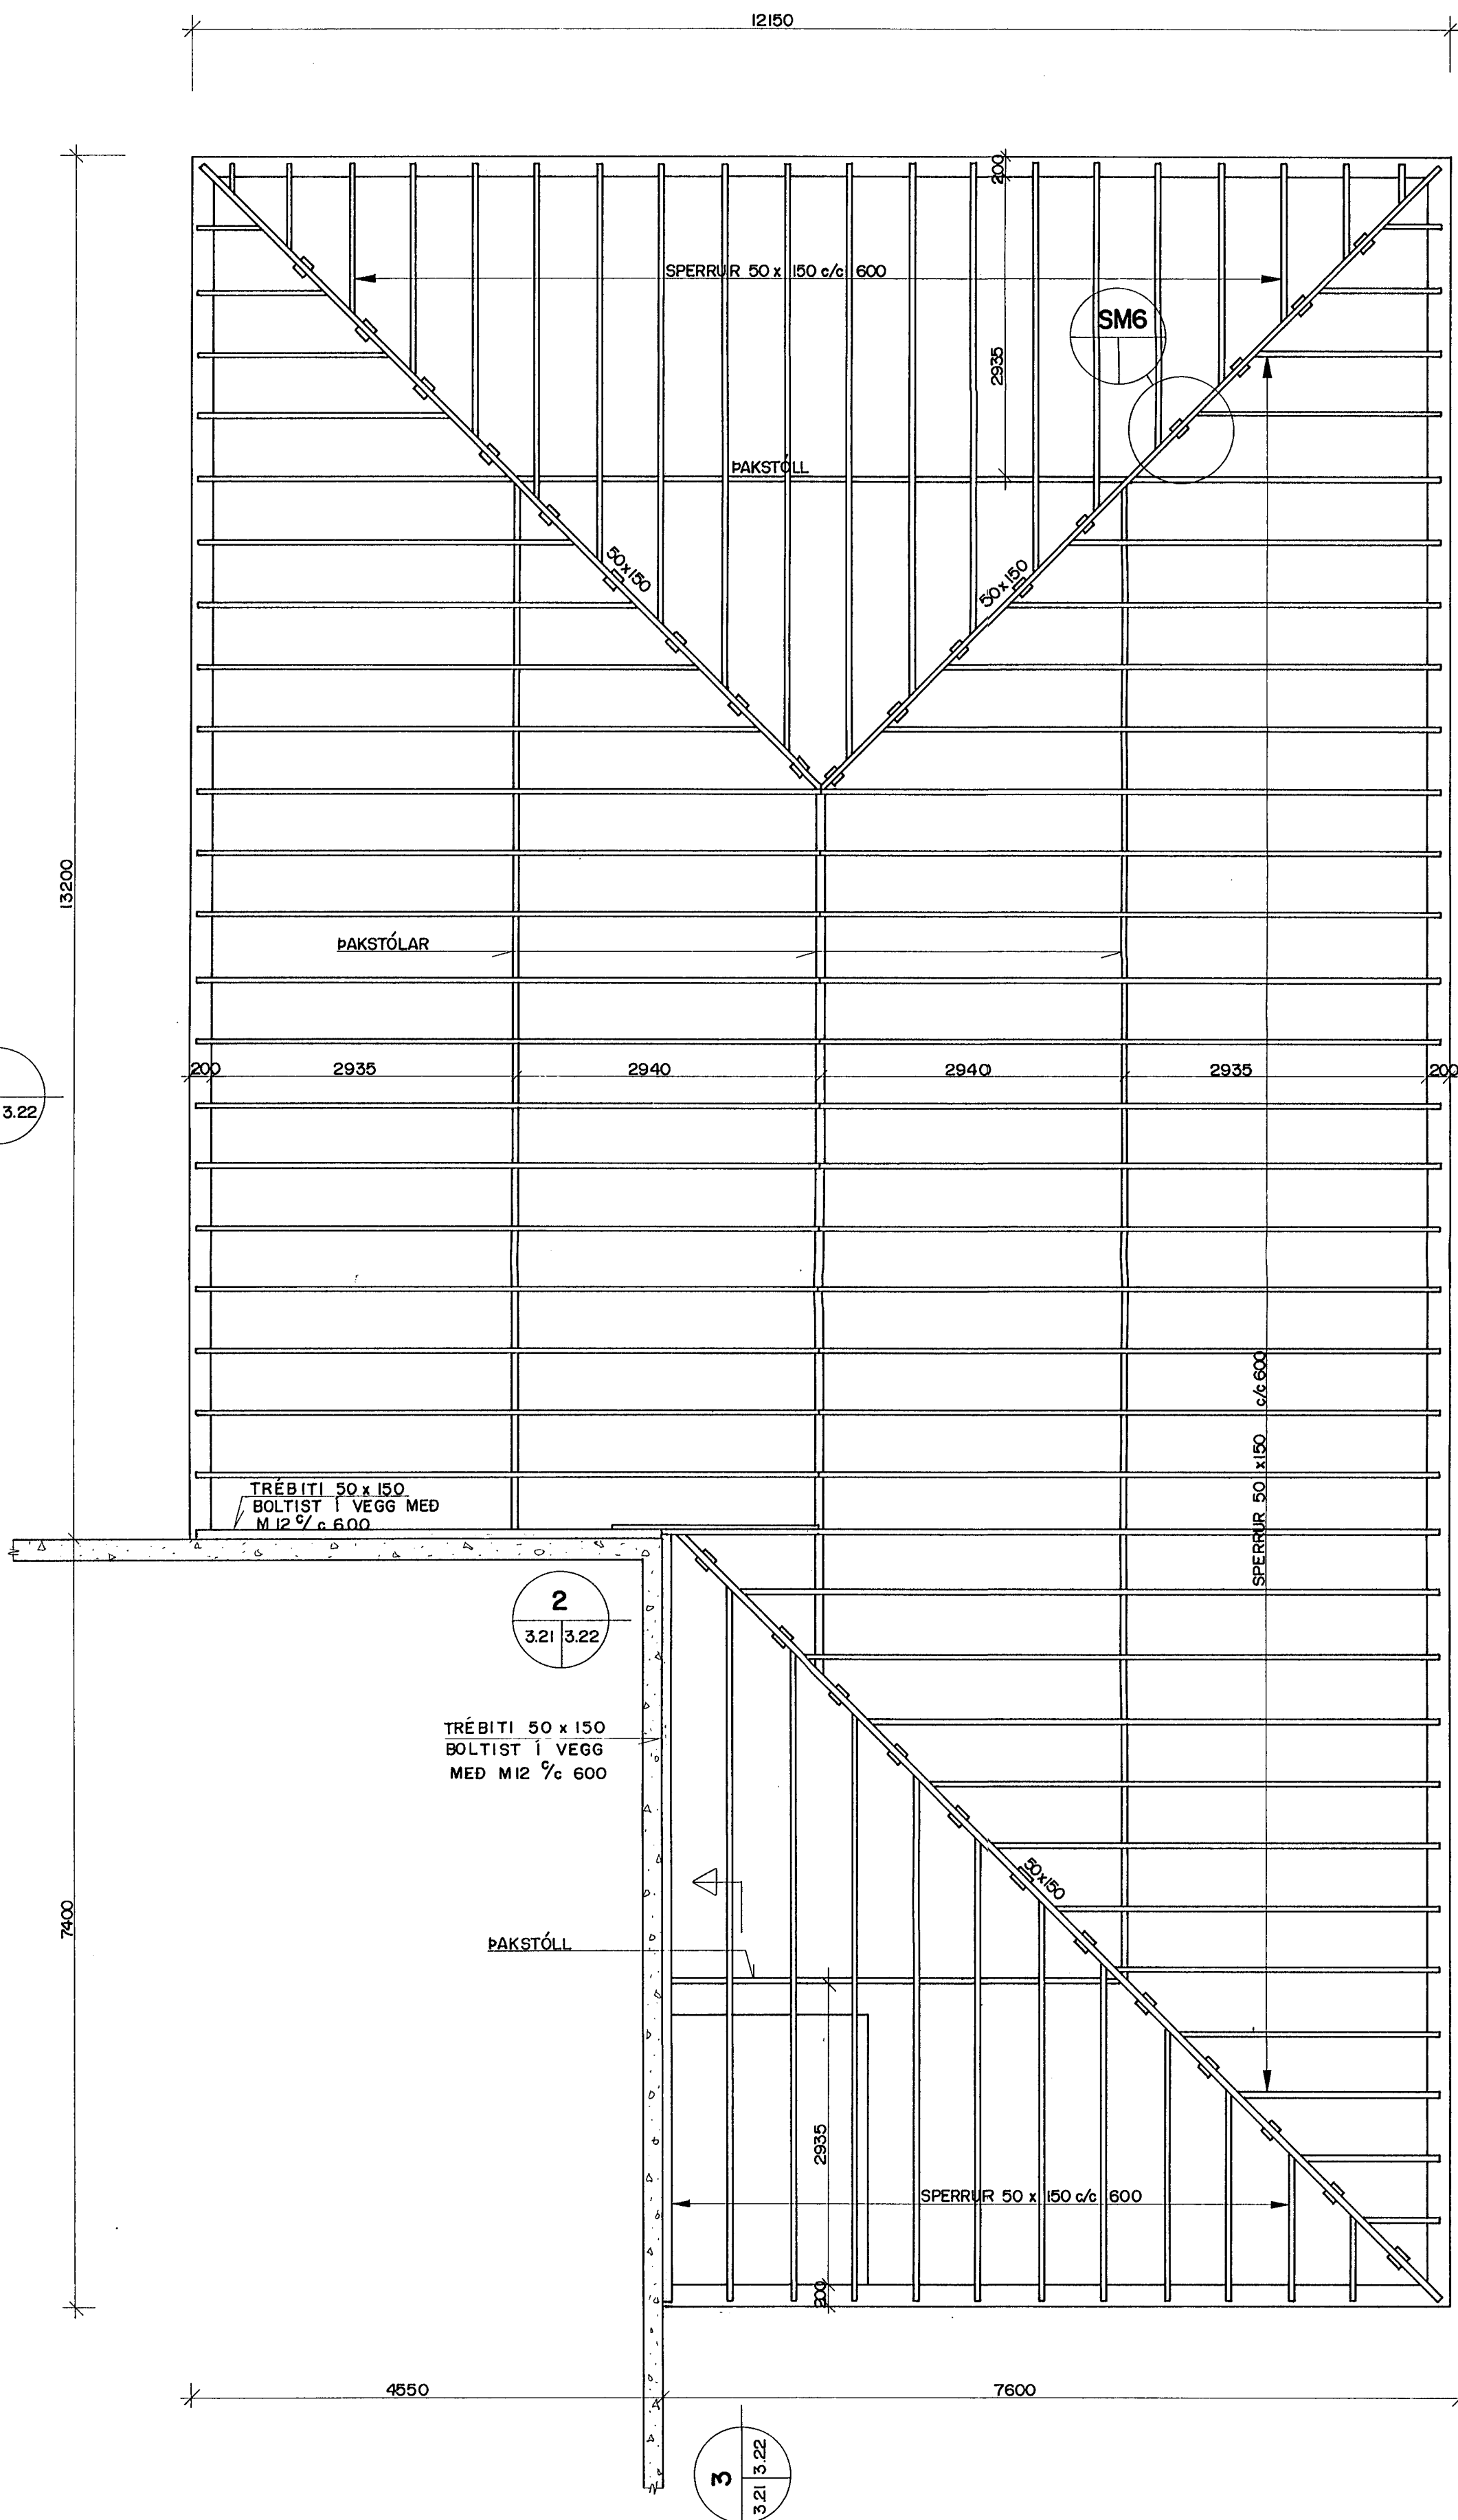 12150
200
SPERRUR 50 x 150 c/c 600
SM6
2935
ÞAKSTÓLL
50x150
50x150
13200
ÞAKSTÓLAR
200
2935
2940
2940
2935
200
3.22
SPERRUR 50 x150 c/c 600
TRÉBITI 50 x 150
BOLTIST Í VEGG MEÐ
M 12 c/c 600
2
3.21 3.22
TRÉBITI 50 x 150
BOLTIST Í VEGG
MEÐ M12 c/c 600
50x150
7400
ÞAKSTÓLL
2935
SPERRUR 50 x 150 c/c 600
200
4550
7600
3
3.21 3.22